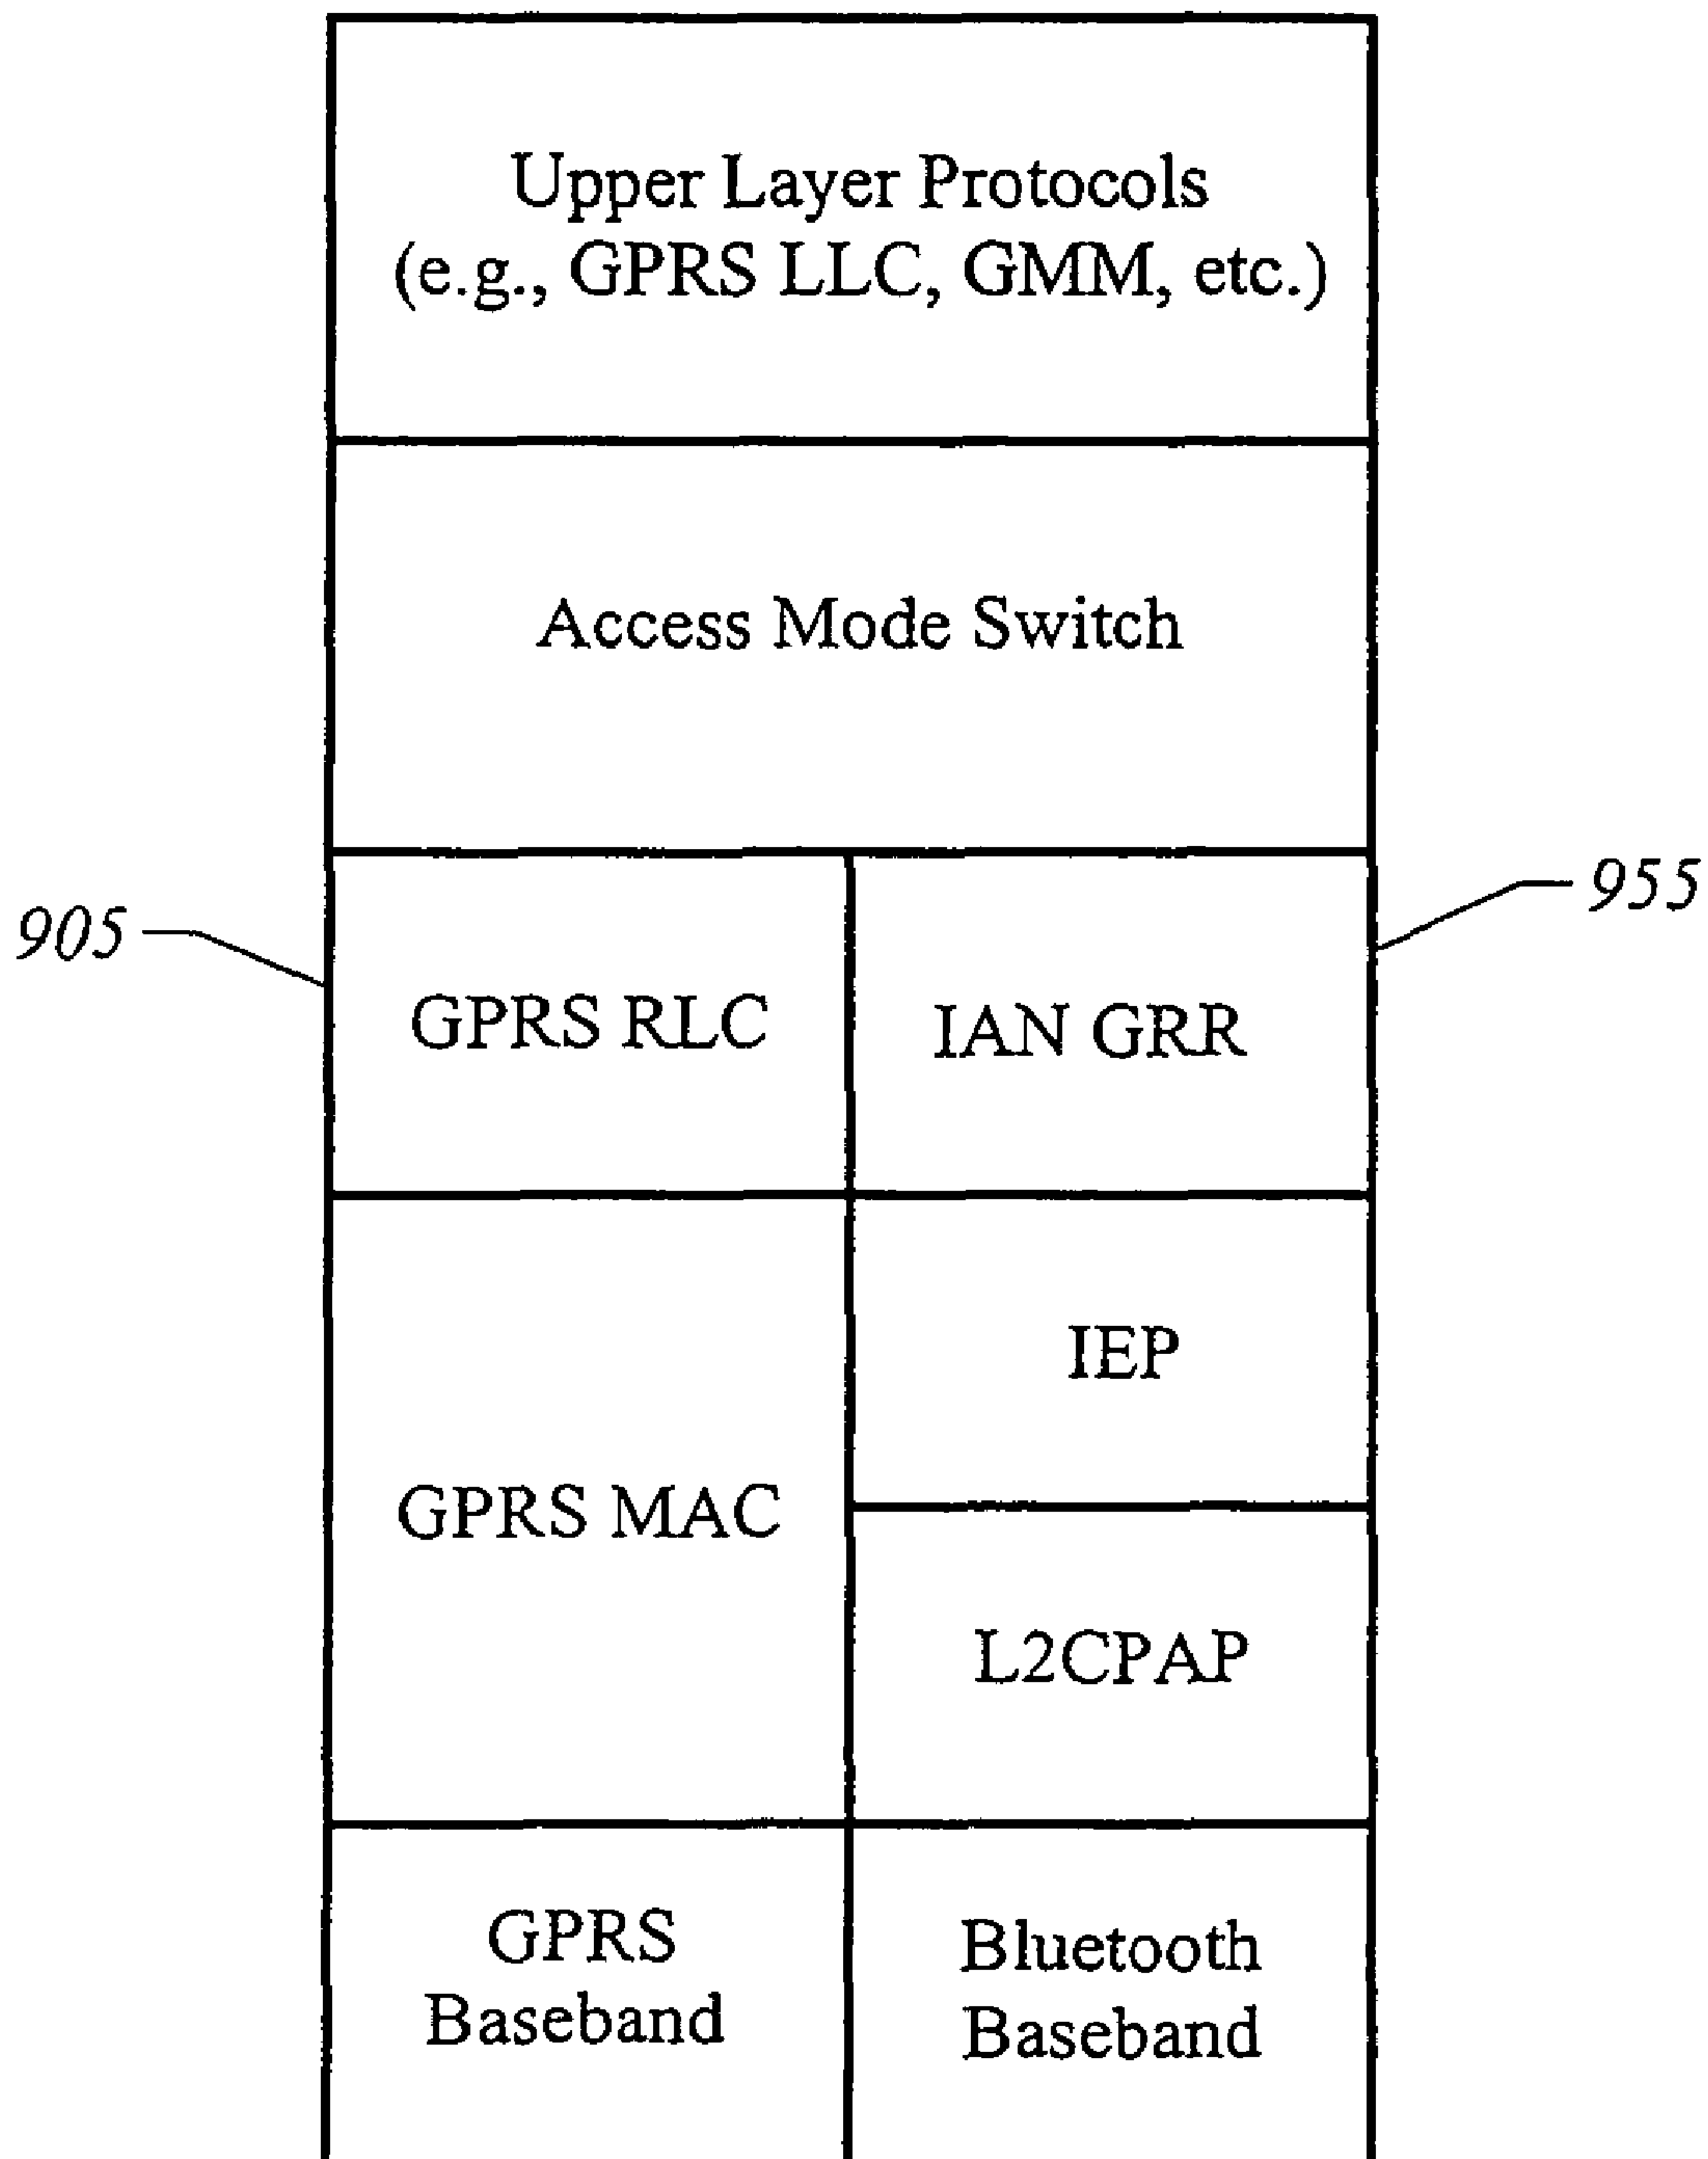 Upper Layer Protocols
(e.g., GPRS LLC, GMM, etc.)
Access Mode Switch
905
955
GPRS RLC
IAN GRR
IEP
GPRS MAC
L2CPAP
GPRS
Baseband
Bluetooth
Baseband